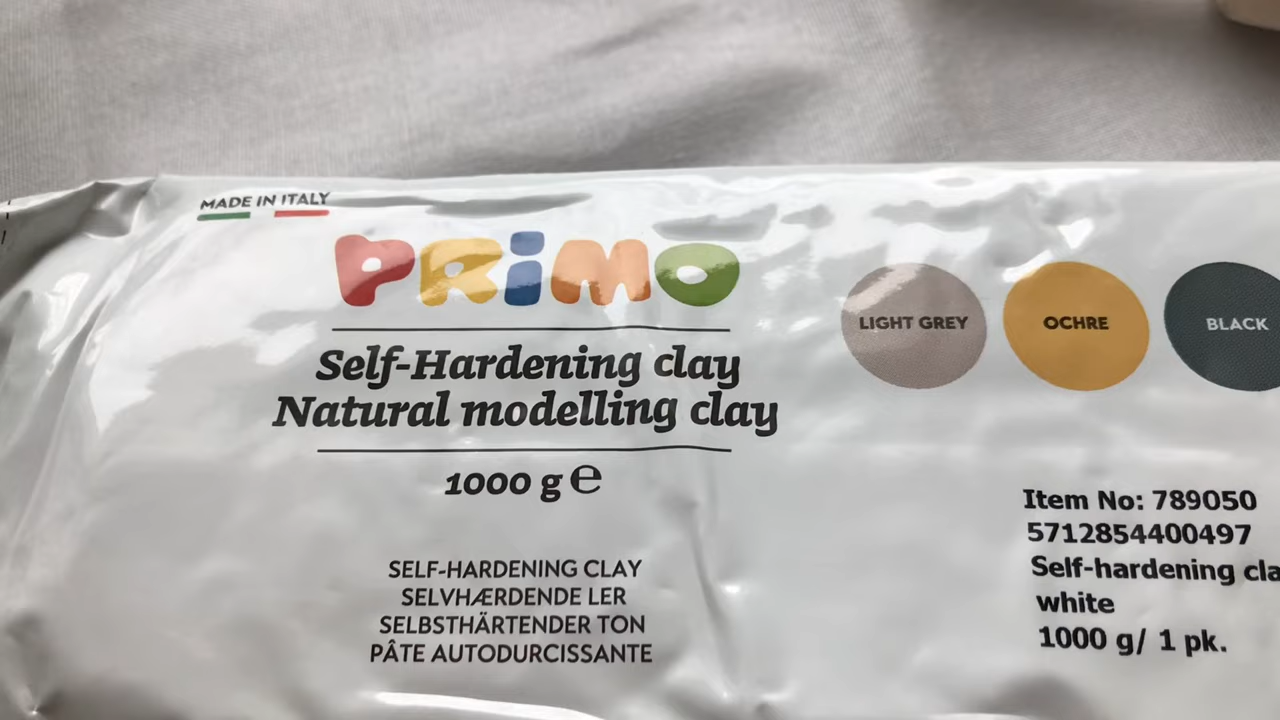 MADE IN ITALY
PRiMO
Self-Hardening clay
Natural modelling clay
1000 g e
SELF-HARDENING CLAY
SELVHÆRDENDE LER
SELBSTHÄRTENDER TON
PÂTE AUTODURCISSANTE
LIGHT GREY
OCHRE
BLACK
Item No: 789050
5712854400497
Self-hardening cla
white
1000 g/ 1 pk.